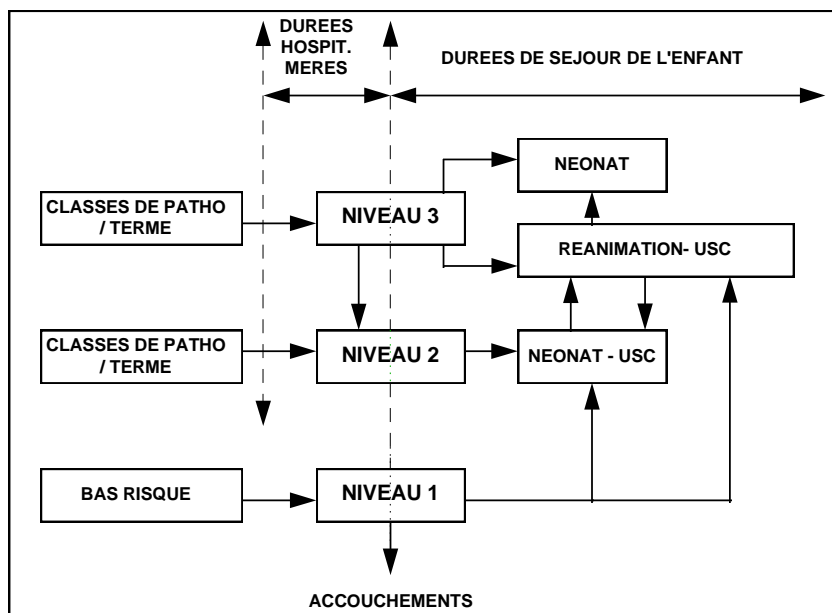 DUREES
HOSPIT.
MERES
DUREES DE SEJOUR DE L'ENFANT
NEONAT
CLASSES DE PATHO
/ TERME
NIVEAU 3
REANIMATION- USC
CLASSES DE PATHO
/ TERME
NIVEAU 2
NEONAT - USC
BAS RISQUE
NIVEAU 1
ACCOUCHEMENTS